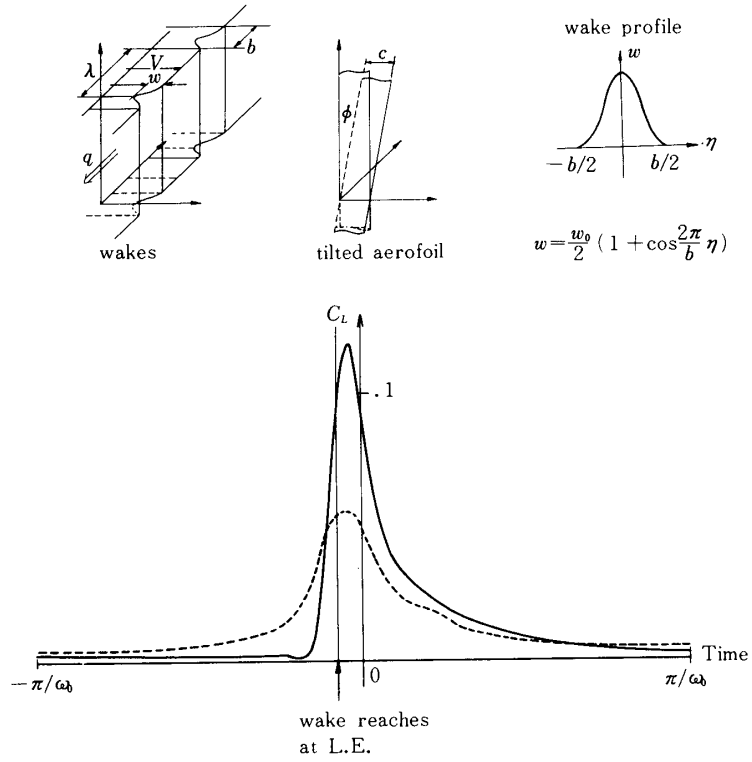 λ
V
w
b
q
wakes
c
φ
tilted aerofoil
wake profile
w
η
−b/2
b/2
w=w₀/2 (1+cos 2π/b η)
C_L
.1
Time
−π/ω₀
0
π/ω₀
wake reaches
at L.E.